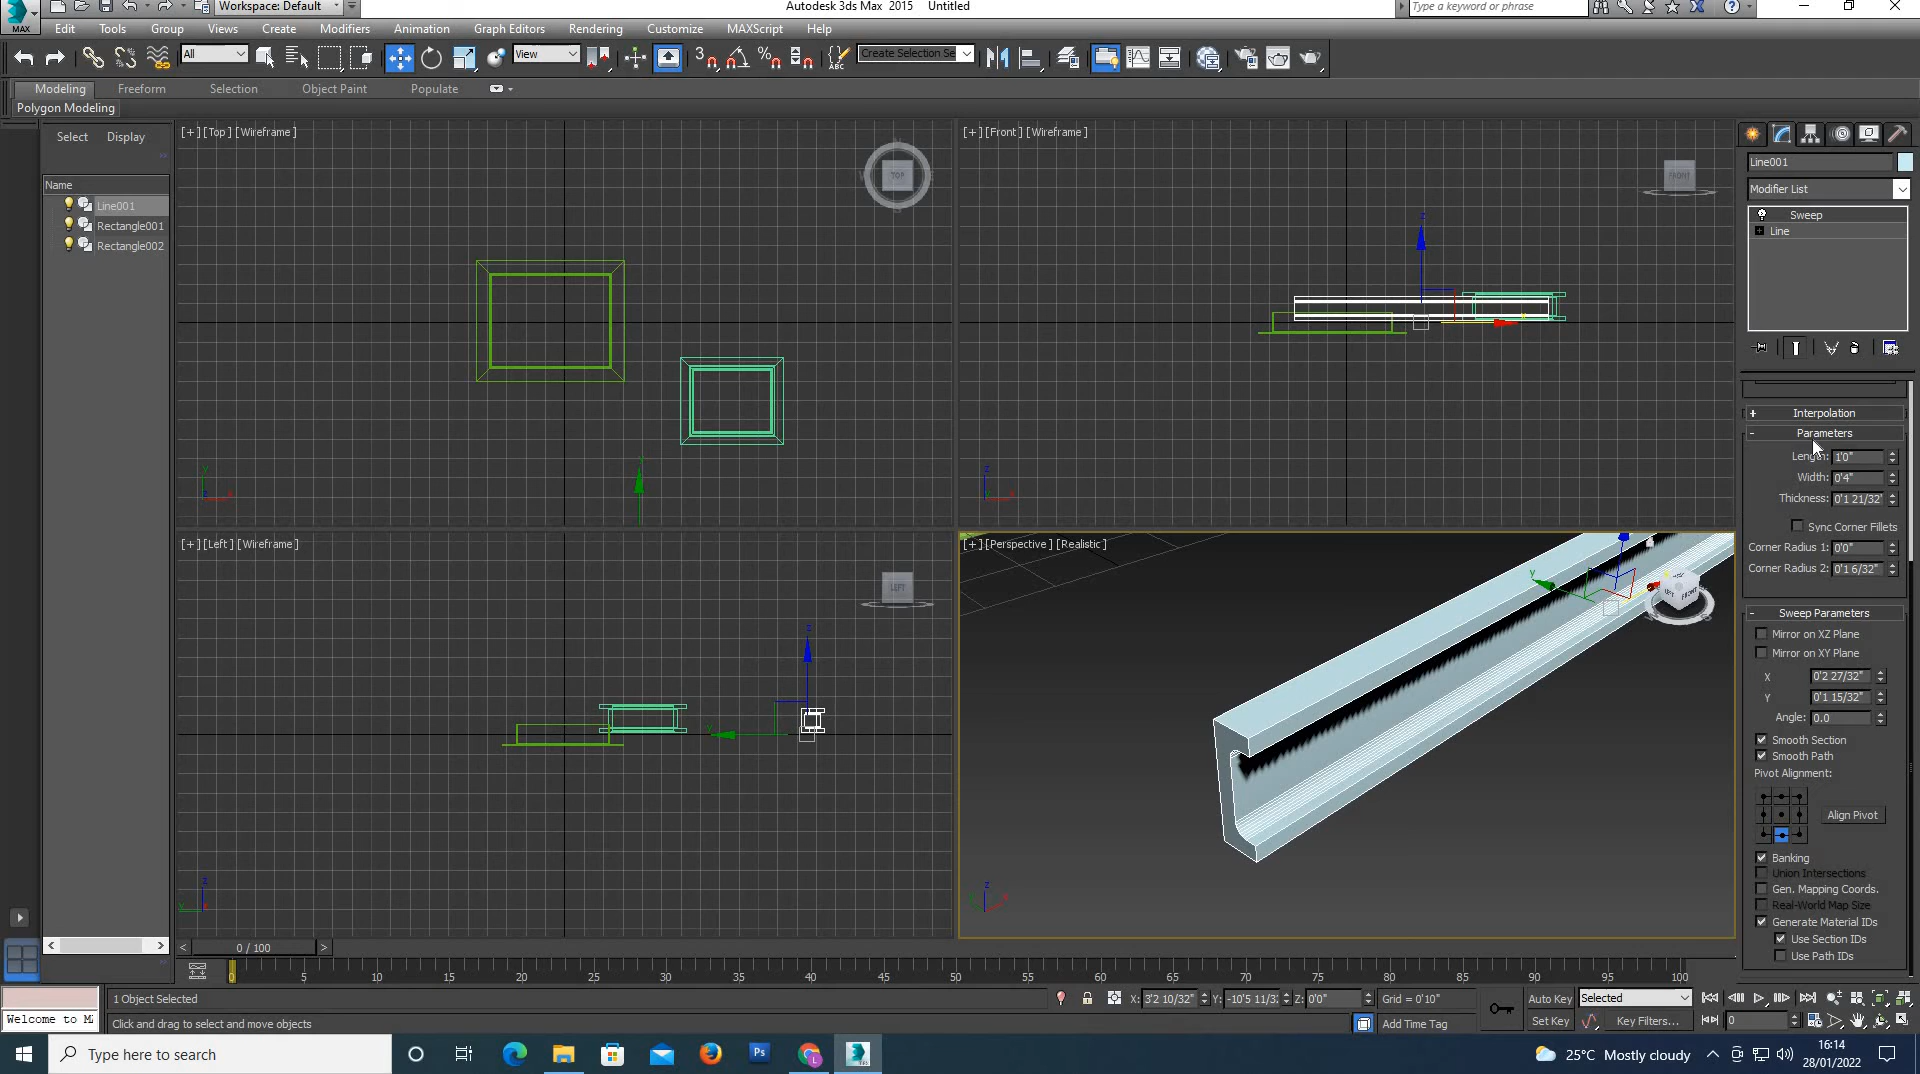 Workspace: Default
Autodesk 3ds Max 2015 Untitled
Type a keyword or phrase
MAX
Edit Tools Group Views Create Modifiers Animation Graph Editors Rendering Customize MAXScript Help
All
View
3
ABC
Create Selection Se
Modeling Freeform Selection Object Paint Populate
Polygon Modeling
Select Display
Name
Line001
Rectangle001
Rectangle002
[+][Top][Wireframe]
TOP
[+][Front][Wireframe]
FRONT
[+][Left][Wireframe]
LEFT
[+][Perspective][Realistic]
LEFT
FRONT
Line001
Modifier List
Sweep
Line
Interpolation
Parameters
Length: 1'0"
Width: 0'4"
Thickness: 0'1 21/32"
Sync Corner Fillets
Corner Radius 1: 0'0"
Corner Radius 2: 0'1 6/32"
Sweep Parameters
Mirror on XZ Plane
Mirror on XY Plane
X 0'2 27/32"
Y 0'1 15/32"
Angle: 0.0
Smooth Section
Smooth Path
Pivot Alignment:
Align Pivot
Banking
Union Intersections
Gen. Mapping Coords.
Real-World Map Size
Generate Material IDs
Use Section IDs
Use Path IDs
0 / 100
0 5 10 15 20 25 30 35 40 45 50 55 60 65 70 75 80 85 90 95 100
1 Object Selected
X: 3'2 10/32" Y: -10'5 11/32 Z: 0'0" Grid = 0'10"
Auto Key Selected
Welcome to M
Click and drag to select and move objects
Add Time Tag
Set Key Key Filters... 0
Type here to search
Ps
25°C Mostly cloudy
16:14
28/01/2022